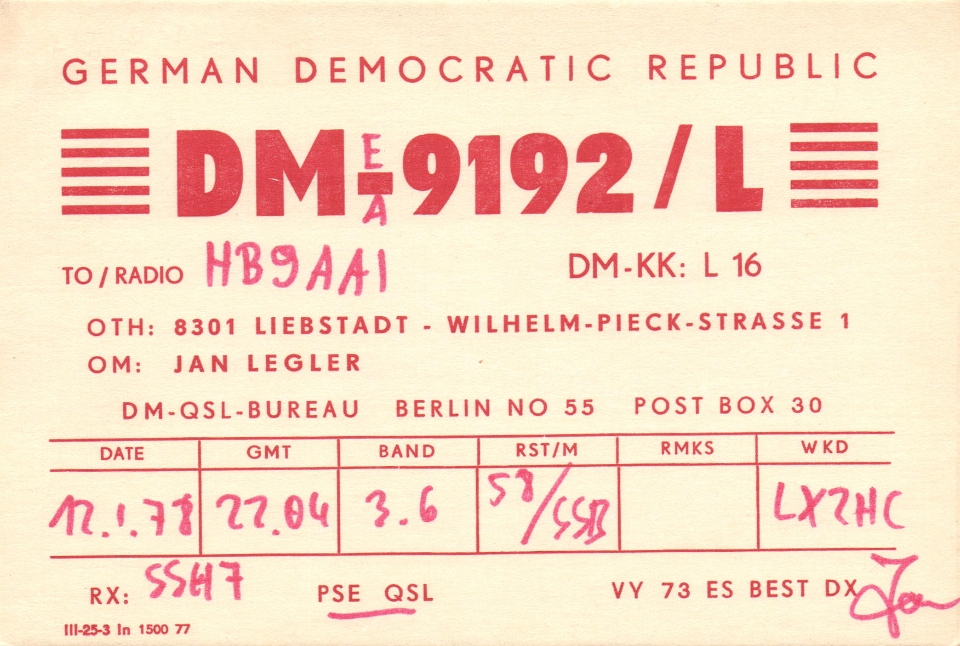 GERMAN DEMOCRATIC REPUBLIC
DM-EA-9192/L
TO / RADIO HB9AAI DM-KK: L 16
OTH: 8301 LIEBSTADT - WILHELM-PIECK-STRASSE 1
OM: JAN LEGLER
DM-QSL-BUREAU BERLIN NO 55 POST BOX 30
DATE GMT BAND RST/M RMKS WKD
12.1.78 22.04 3.6 58/SSB LX2HC
RX: SSH7 PSE QSL VY 73 ES BEST DX Jan
III-25-3 In 1500 77